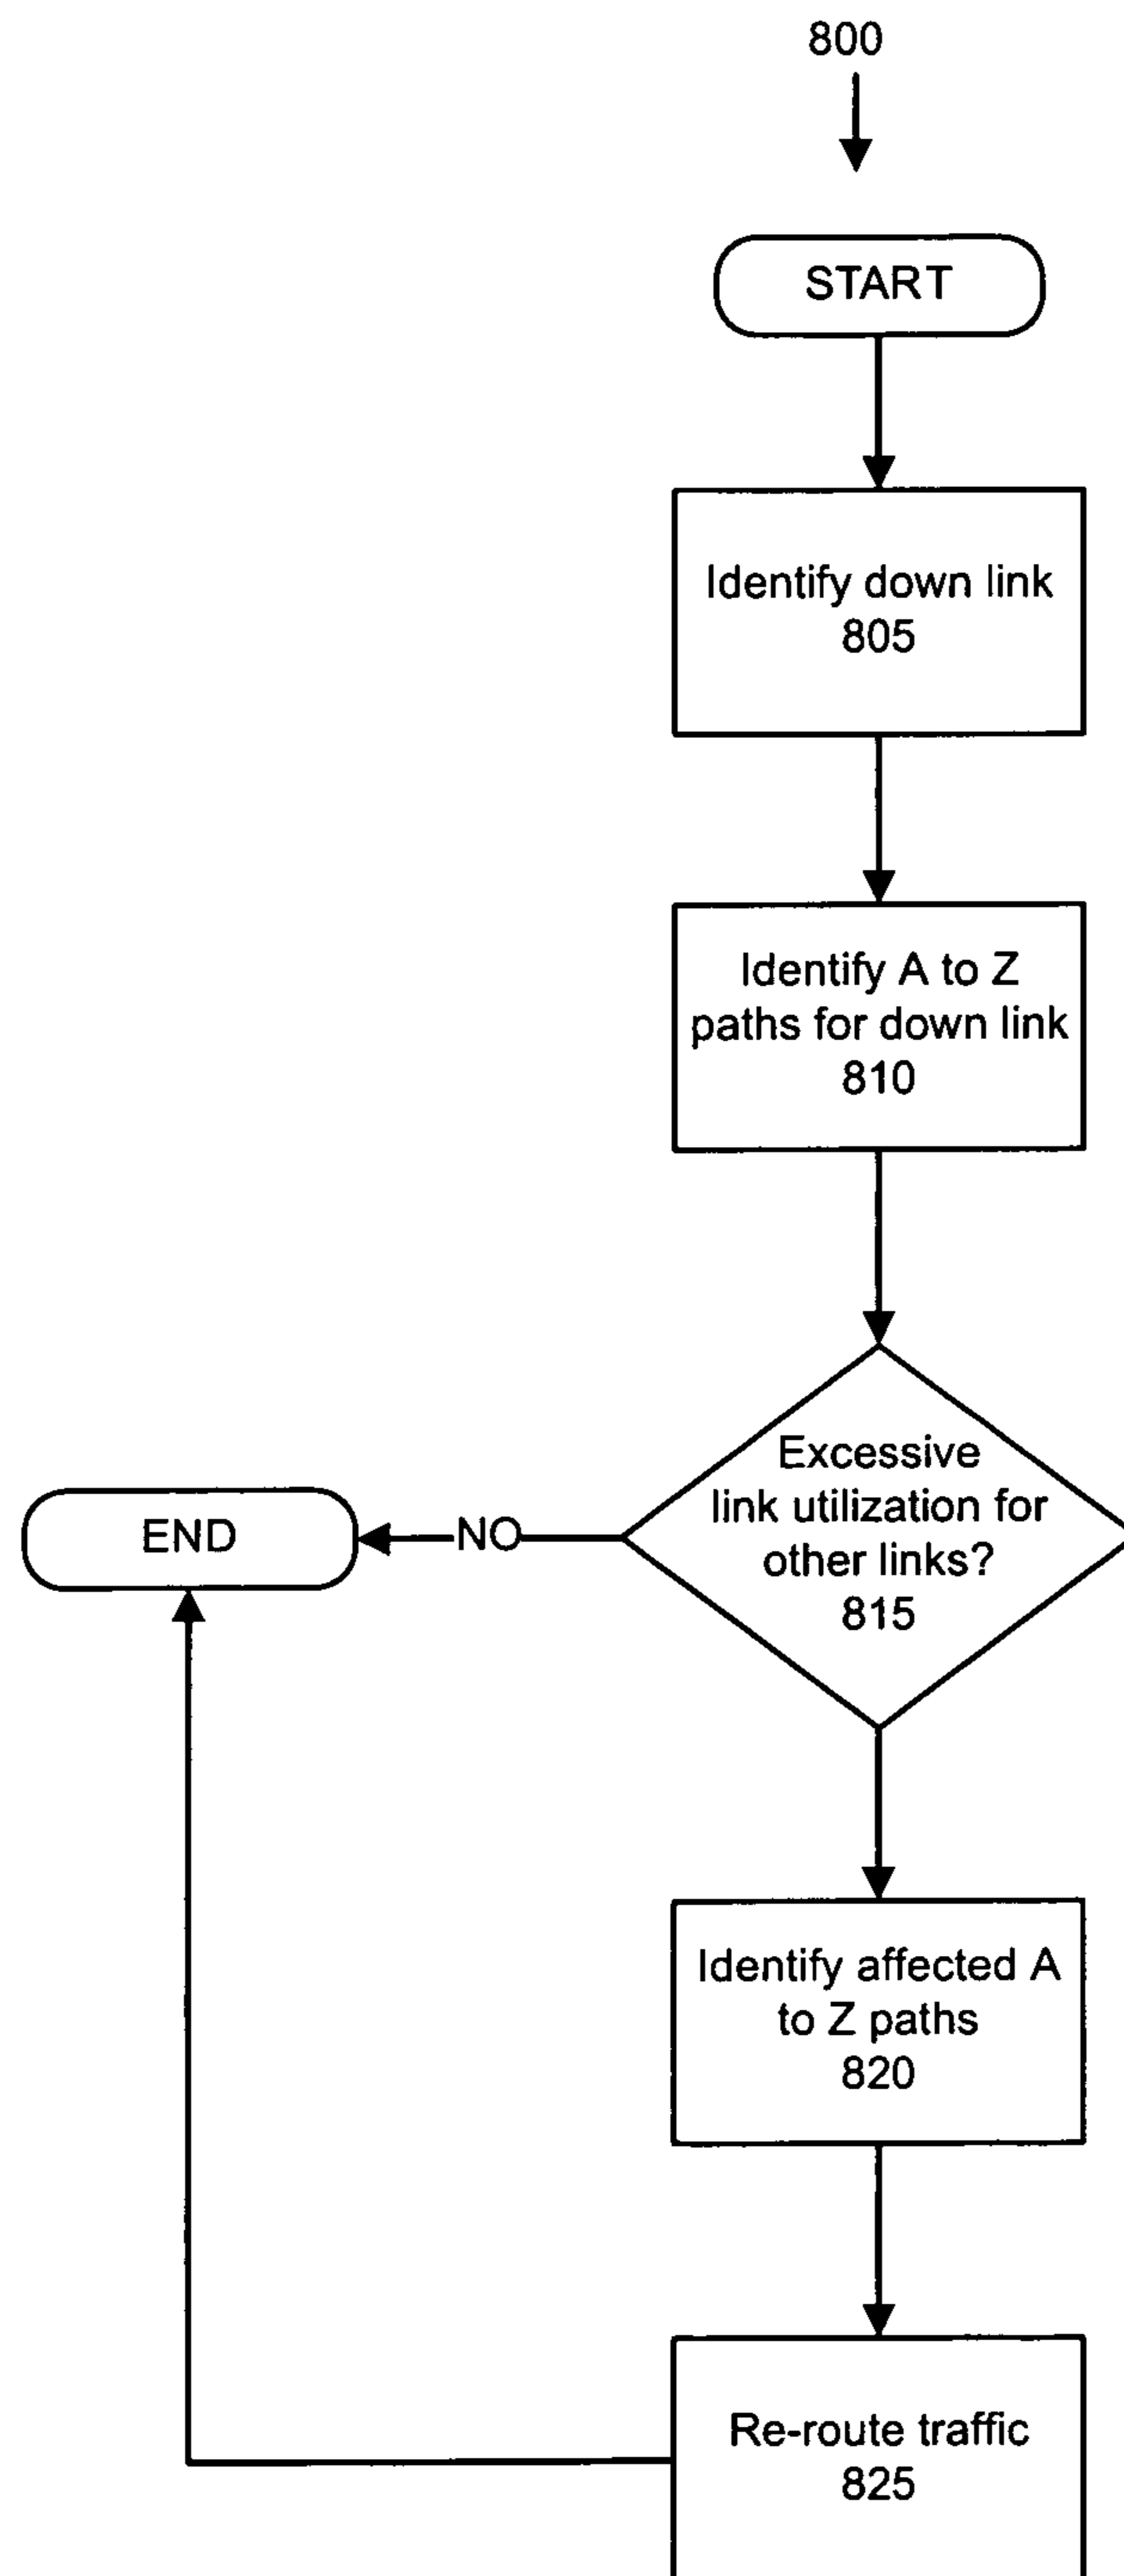 800
START
Identify down link
805
Identify A to Z
paths for down link
810
Excessive
link utilization for
other links?
815
NO
END
Identify affected A
to Z paths
820
Re-route traffic
825